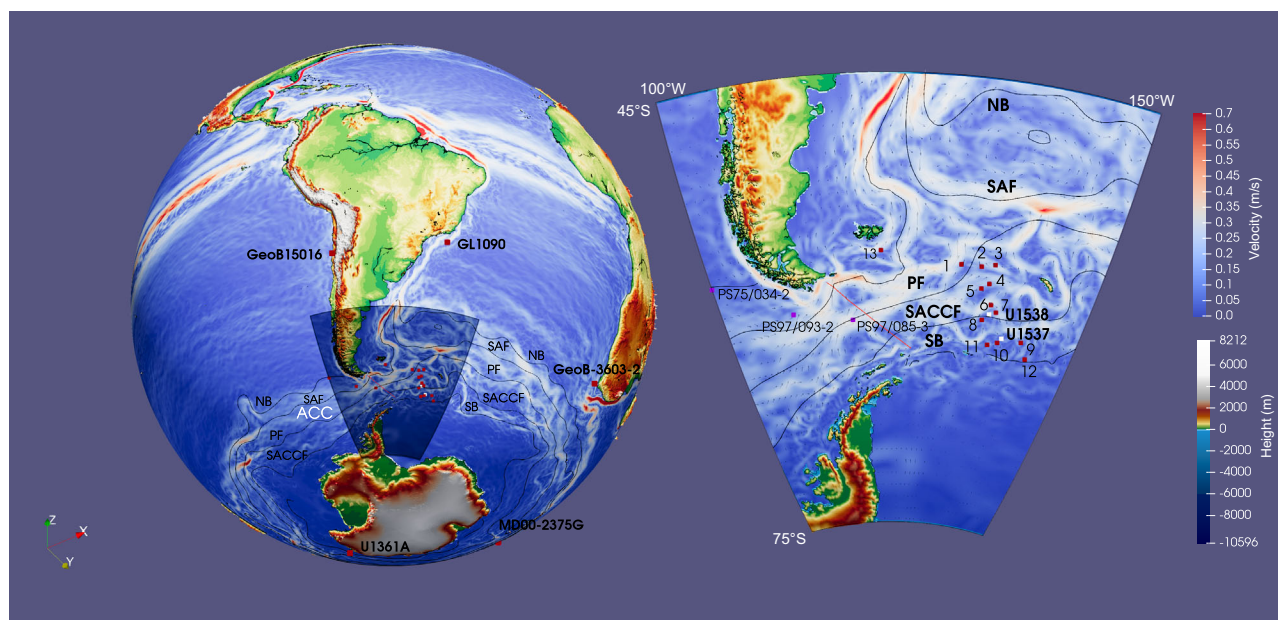 GeoB15016
GL1090
SAF
NB
PF
GeoB-3603-2
SACCF
SB
NB
SAF
ACC
PF
SACCF
MD00-2375G
U1361A
Z
X
Y
100°W
45°S
150°W
NB
SAF
13
1
2
3
4
5
PF
PS75/034-2
SACCF
6
7
U1538
PS97/093-2
PS97/085-3
8
U1537
SB
11
10
9
12
75°S
0.7
0.6
0.55
0.5
0.45
0.4
0.35
0.3
0.25
0.2
0.15
0.1
0.05
0.0
Velocity (m/s)
8212
6000
4000
2000
0
-2000
-4000
-6000
-8000
-10596
Height (m)